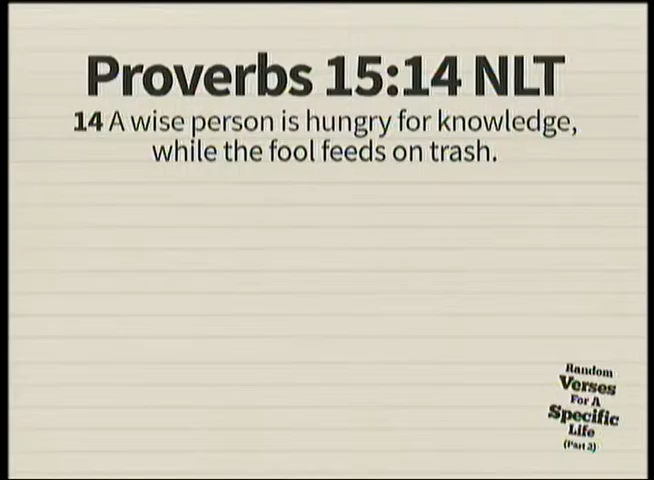 Proverbs 15:14 NLT
14 A wise person is hungry for knowledge,
while the fool feeds on trash.
Random
Verses
For A
Specific
Life
(Part 2)